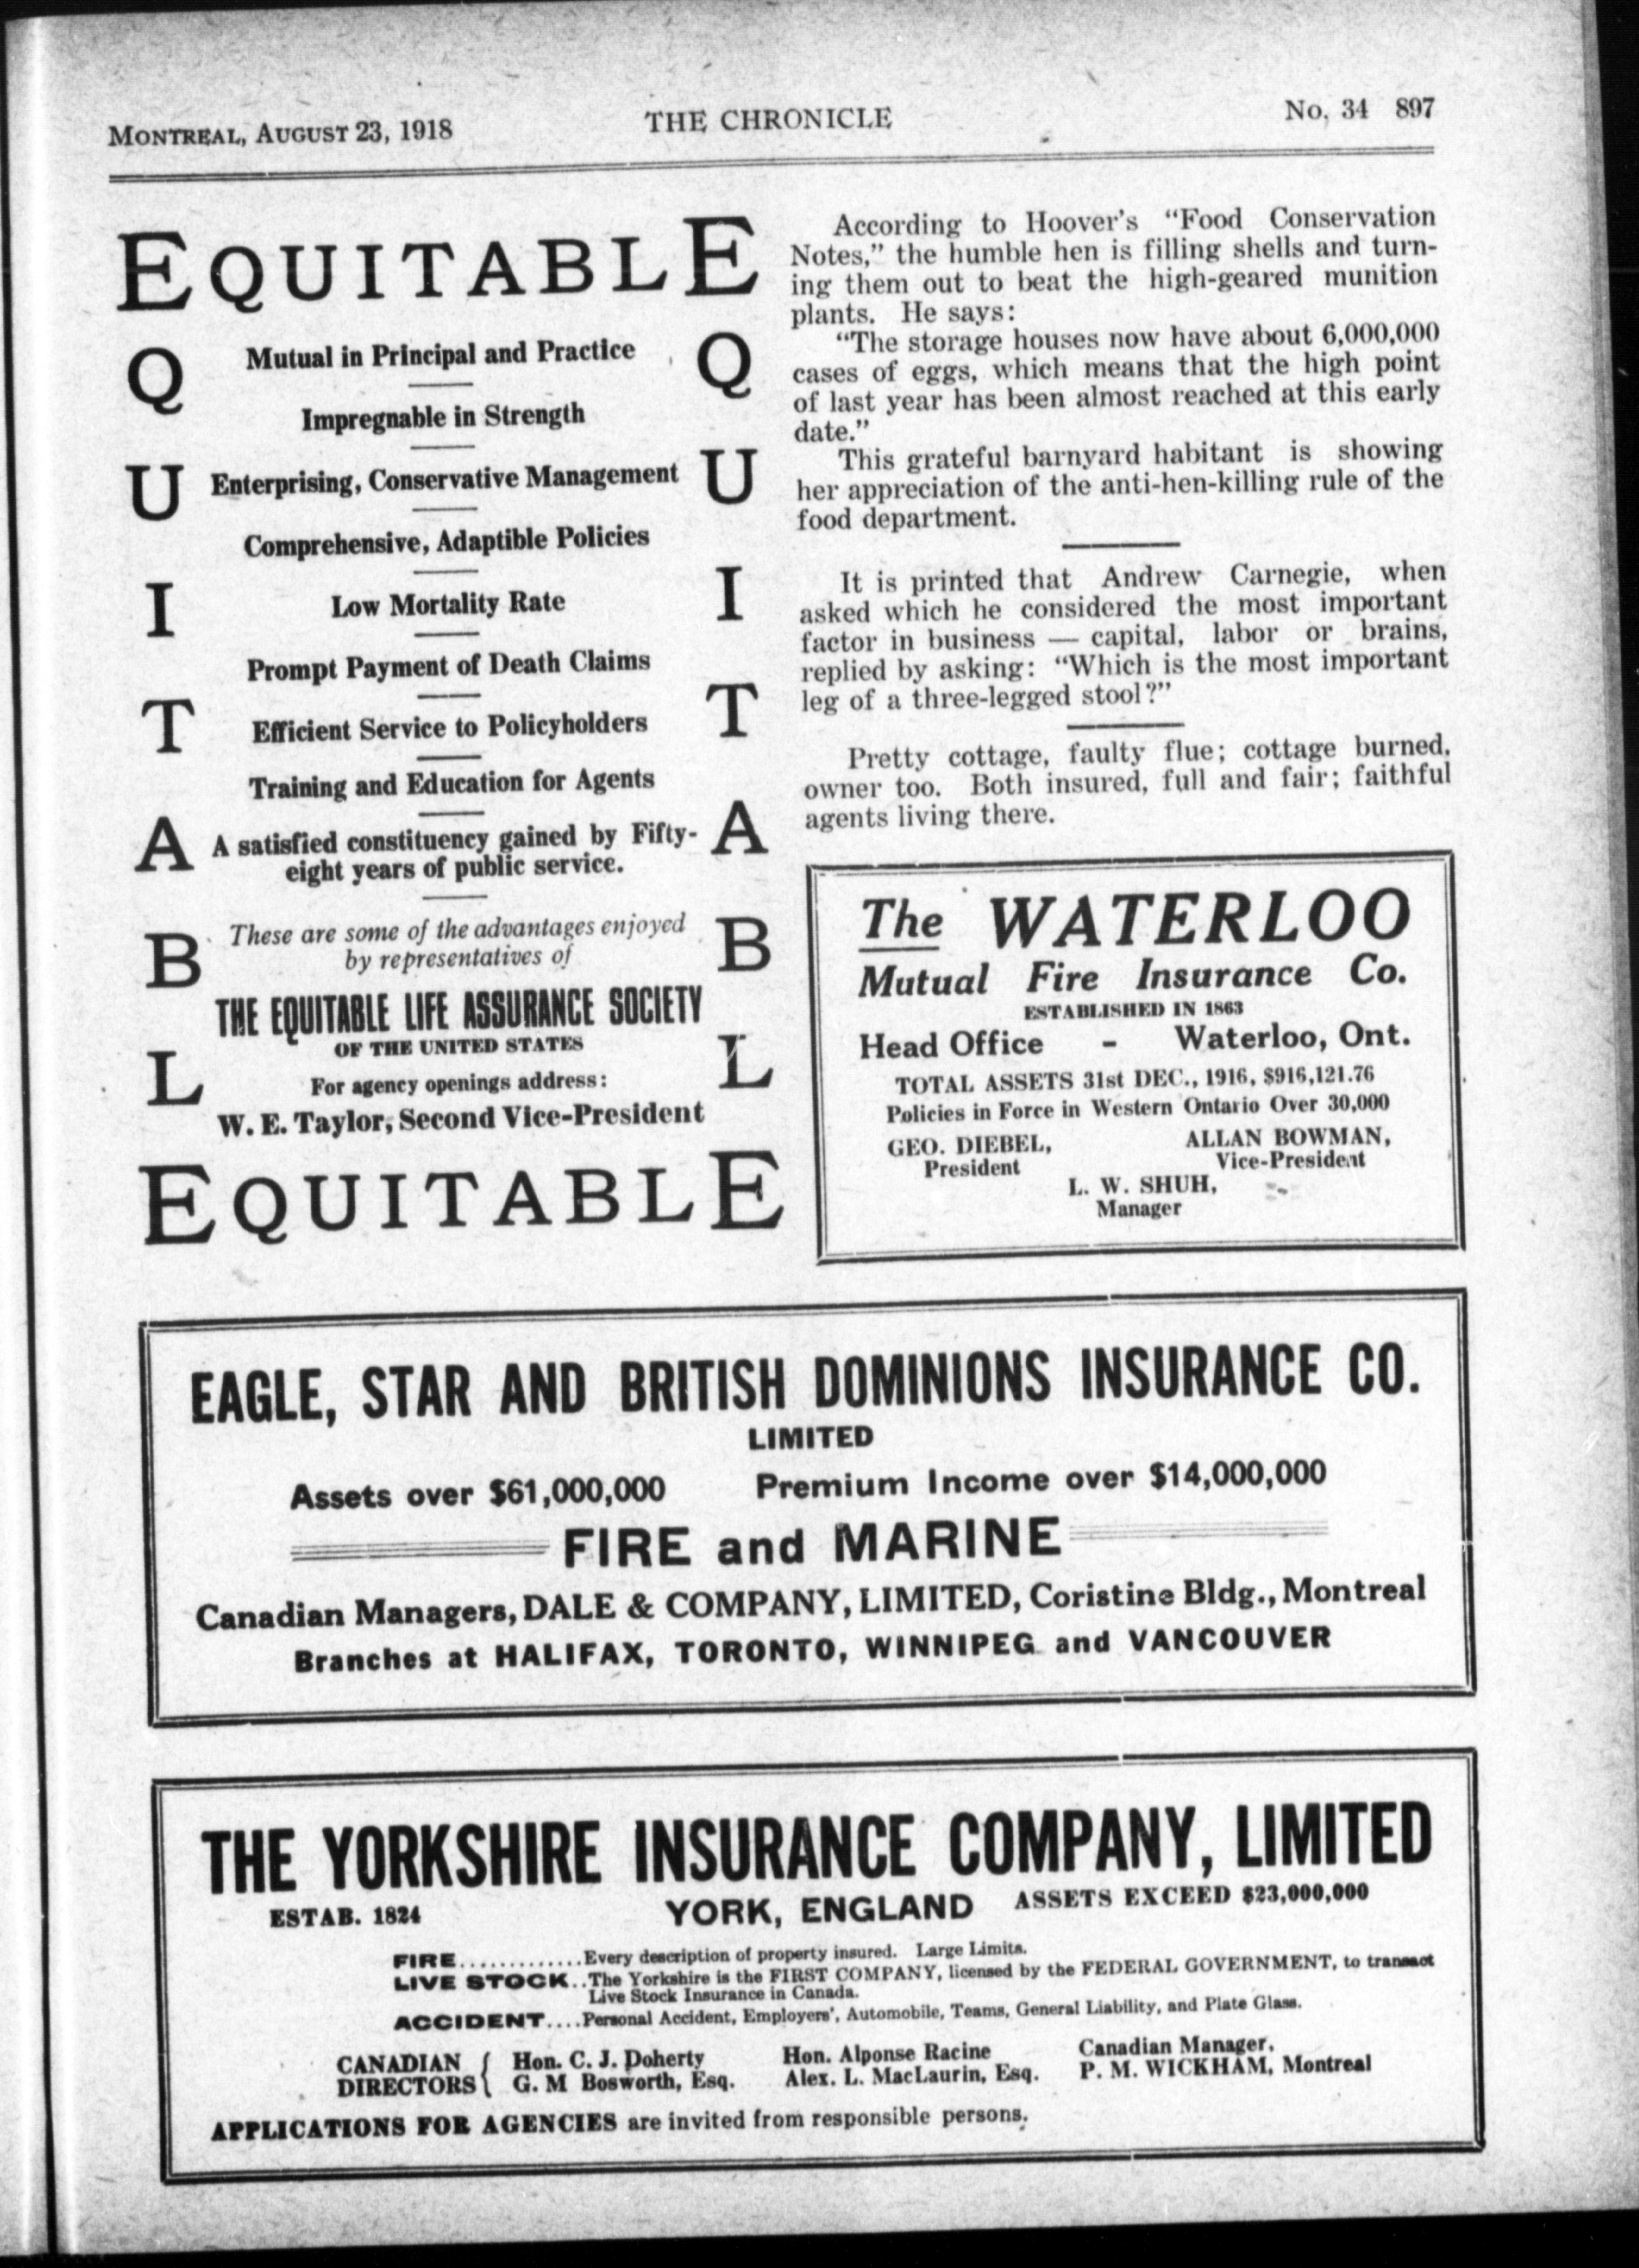 MONTREAL, AUGUST 23, 1918 THE CHRONICLE No. 34 897
EQUITABLE
Q Mutual in Principal and Practice Q
Impregnable in Strength
U Enterprising, Conservative Management U
Comprehensive, Adaptible Policies
I Low Mortality Rate I
Prompt Payment of Death Claims
T Efficient Service to Policyholders T
Training and Education for Agents
A A satisfied constituency gained by Fifty- A
eight years of public service.
B These are some of the advantages enjoyed B
by representatives of
THE EQUITABLE LIFE ASSURANCE SOCIETY
OF THE UNITED STATES
L For agency openings address: L
W. E. Taylor, Second Vice-President
EQUITABLE
According to Hoover's "Food Conservation
Notes," the humble hen is filling shells and turn-
ing them out to beat the high-geared munition
plants. He says:
"The storage houses now have about 6,000,000
cases of eggs, which means that the high point
of last year has been almost reached at this early
date."
This grateful barnyard habitant is showing
her appreciation of the anti-hen-killing rule of the
food department.
It is printed that Andrew Carnegie, when
asked which he considered the most important
factor in business — capital, labor or brains,
replied by asking: "Which is the most important
leg of a three-legged stool?"
Pretty cottage, faulty flue; cottage burned,
owner too. Both insured, full and fair; faithful
agents living there.
The WATERLOO
Mutual Fire Insurance Co.
ESTABLISHED IN 1863
Head Office - Waterloo, Ont.
TOTAL ASSETS 31st DEC., 1916, $916,121.76
Policies in Force in Western Ontario Over 30,000
GEO. DIEBEL, ALLAN BOWMAN,
President Vice-President
L. W. SHUH,
Manager
EAGLE, STAR AND BRITISH DOMINIONS INSURANCE CO.
LIMITED
Assets over $61,000,000 Premium Income over $14,000,000
FIRE and MARINE
Canadian Managers, DALE & COMPANY, LIMITED, Coristine Bldg., Montreal
Branches at HALIFAX, TORONTO, WINNIPEG and VANCOUVER
THE YORKSHIRE INSURANCE COMPANY, LIMITED
ESTAB. 1824 YORK, ENGLAND ASSETS EXCEED $23,000,000
FIRE.............Every description of property insured. Large Limits.
LIVE STOCK..The Yorkshire is the FIRST COMPANY, licensed by the FEDERAL GOVERNMENT, to transact
Live Stock Insurance in Canada.
ACCIDENT....Personal Accident, Employers', Automobile, Teams, General Liability, and Plate Glass.
CANADIAN { Hon. C. J. Doherty Hon. Alponse Racine Canadian Manager,
DIRECTORS { G. M Bosworth, Esq. Alex. L. MacLaurin, Esq. P. M. WICKHAM, Montreal
APPLICATIONS FOR AGENCIES are invited from responsible persons.